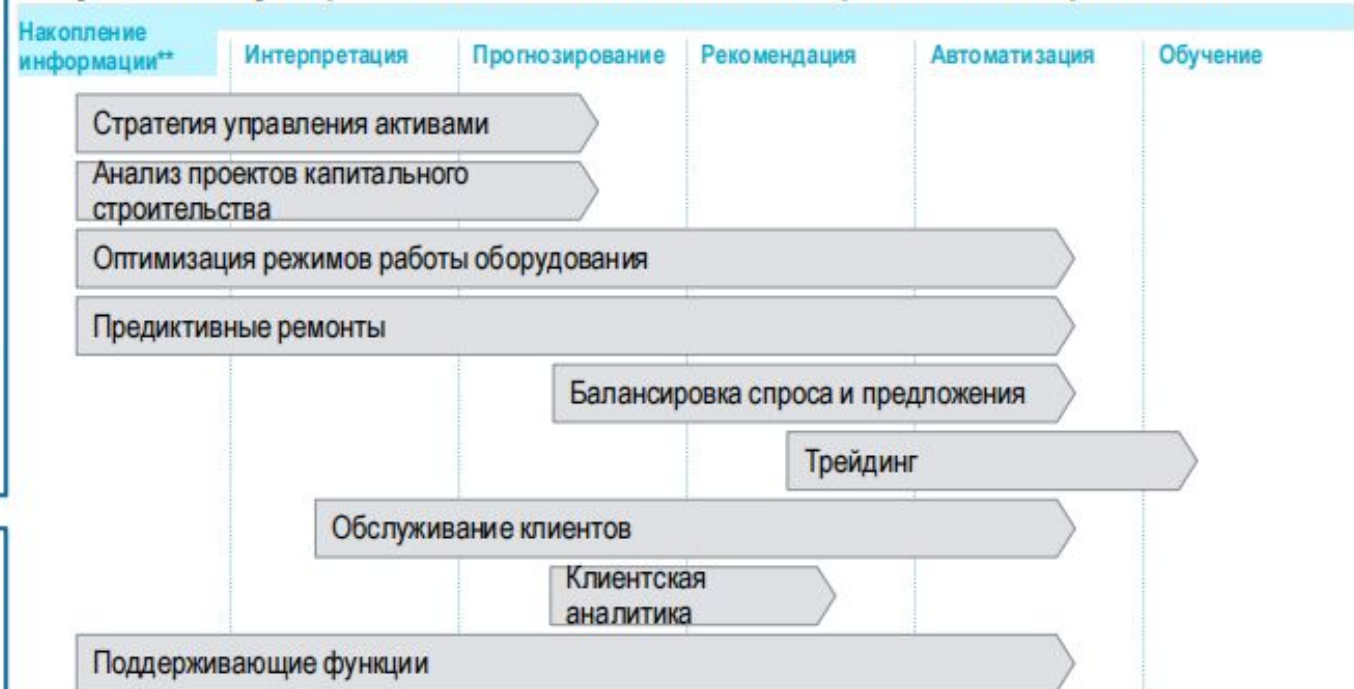 Накопление
информации** Интерпретация Прогнозирование Рекомендация Автоматизация Обучение
Стратегия управления активами
Анализ проектов капитального
строительства
Оптимизация режимов работы оборудования
Предиктивные ремонты
Балансировка спроса и предложения
Трейдинг
Обслуживание клиентов
Клиентская
аналитика
Поддерживающие функции